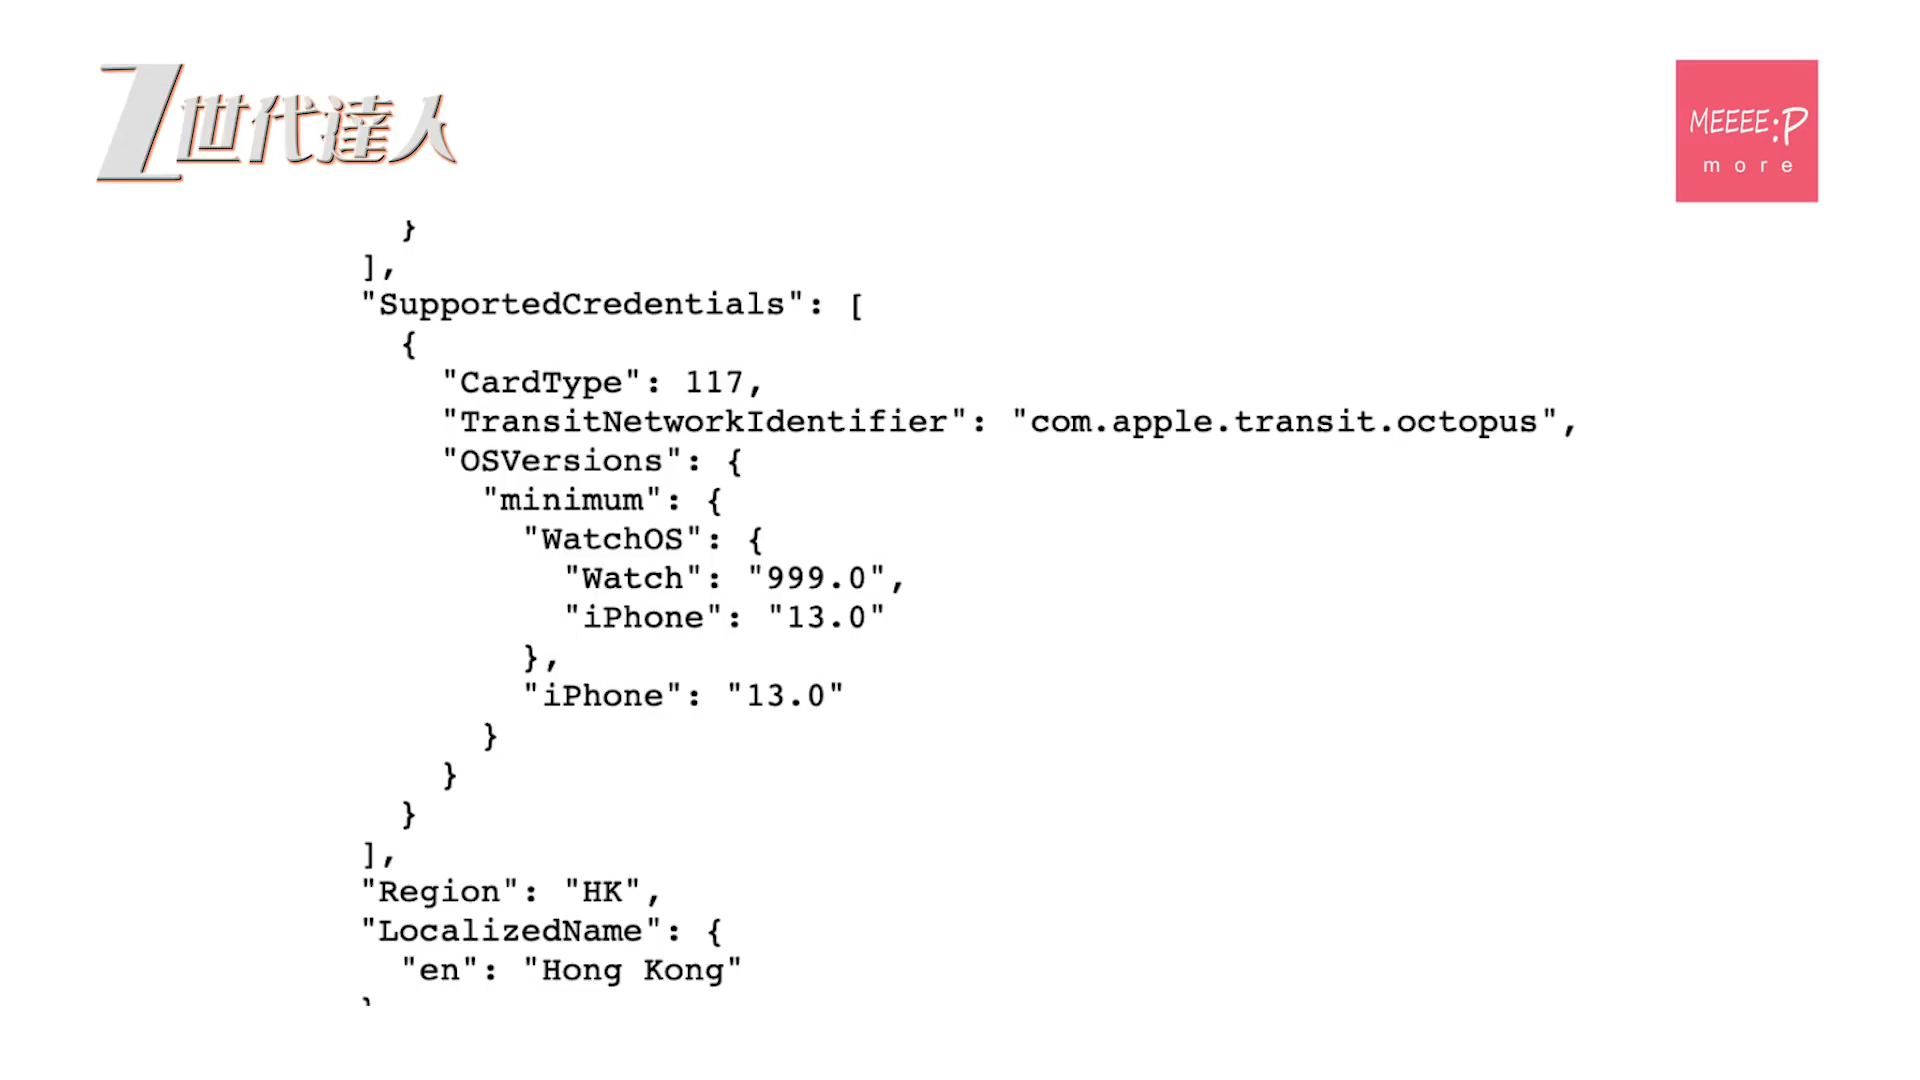 Z世代達人
MEEEE:P
more
}
],
"SupportedCredentials": [
{
"CardType": 117,
"TransitNetworkIdentifier": "com.apple.transit.octopus",
"OSVersions": {
"minimum": {
"WatchOS": {
"Watch": "999.0",
"iPhone": "13.0"
},
"iPhone": "13.0"
}
}
}
],
"Region": "HK",
"LocalizedName": {
"en": "Hong Kong"